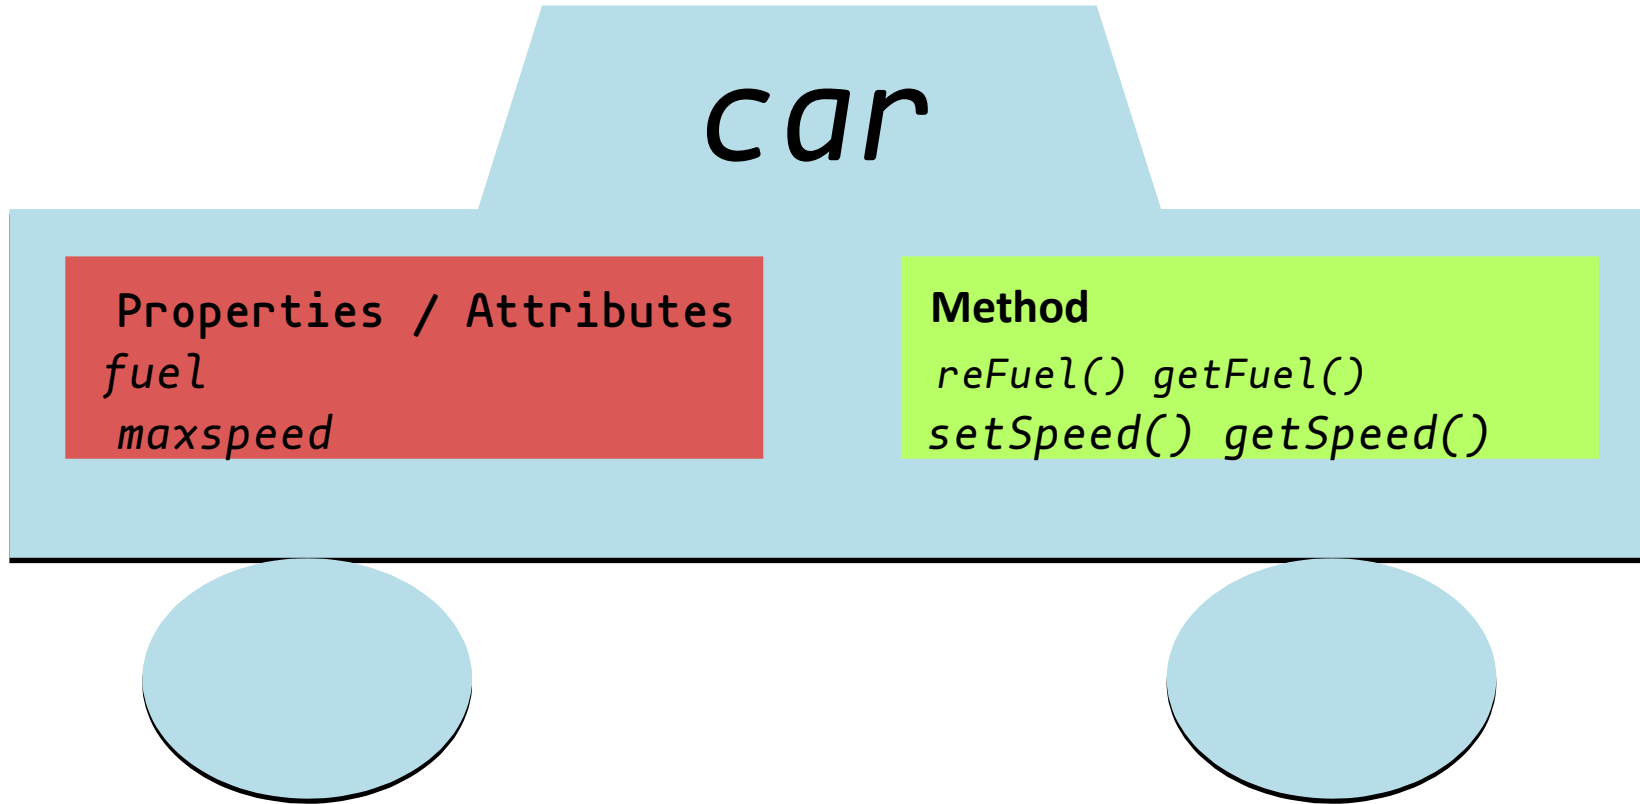 car
Properties / Attributes
fuel
maxspeed
Method
reFuel() getFuel()
setSpeed() getSpeed()